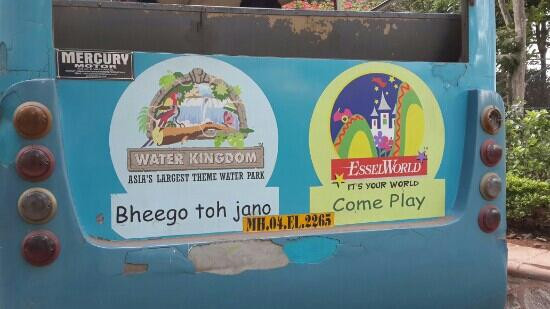 MERCURY
MOTOR
WATER KINGDOM
ASIA'S LARGEST THEME WATER PARK
Bheego toh jano
ESSELWORLD
IT'S YOUR WORLD
Come Play
MH.04.EL.2265